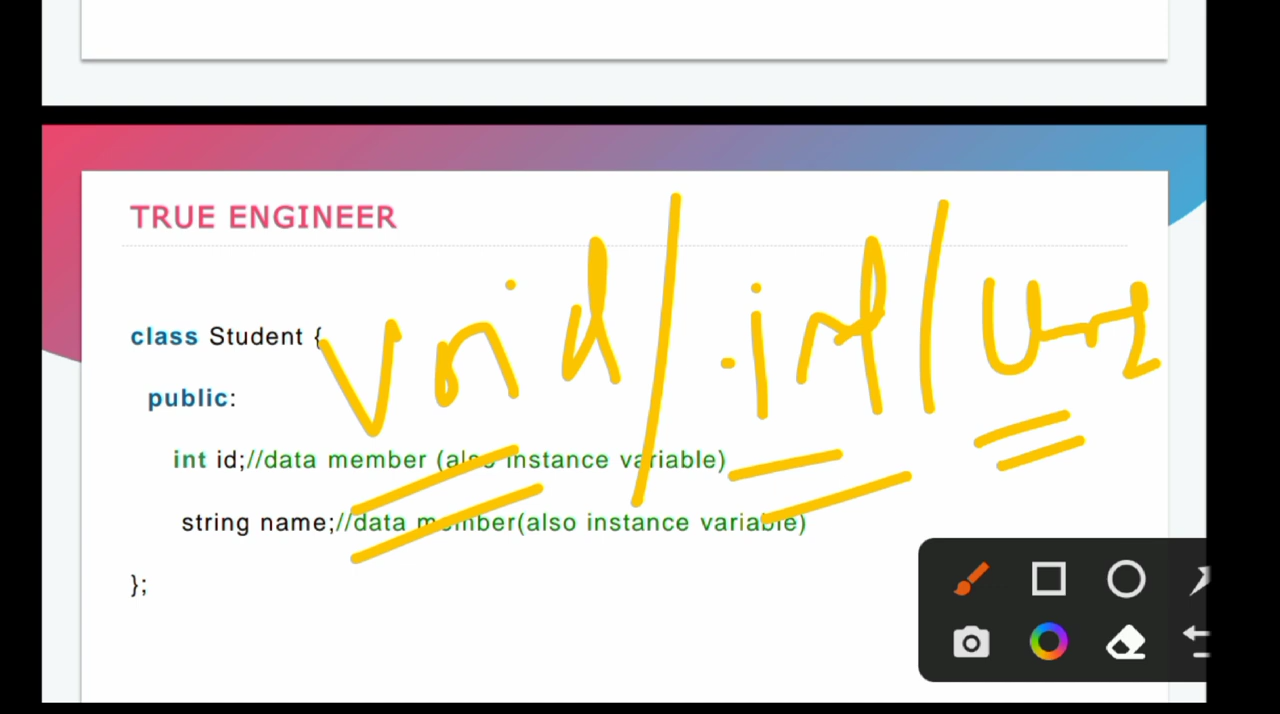 TRUE ENGINEER
void / int /
class Student {
public:
int id;//data member (also instance variable)
string name;//data member(also instance variable)
};